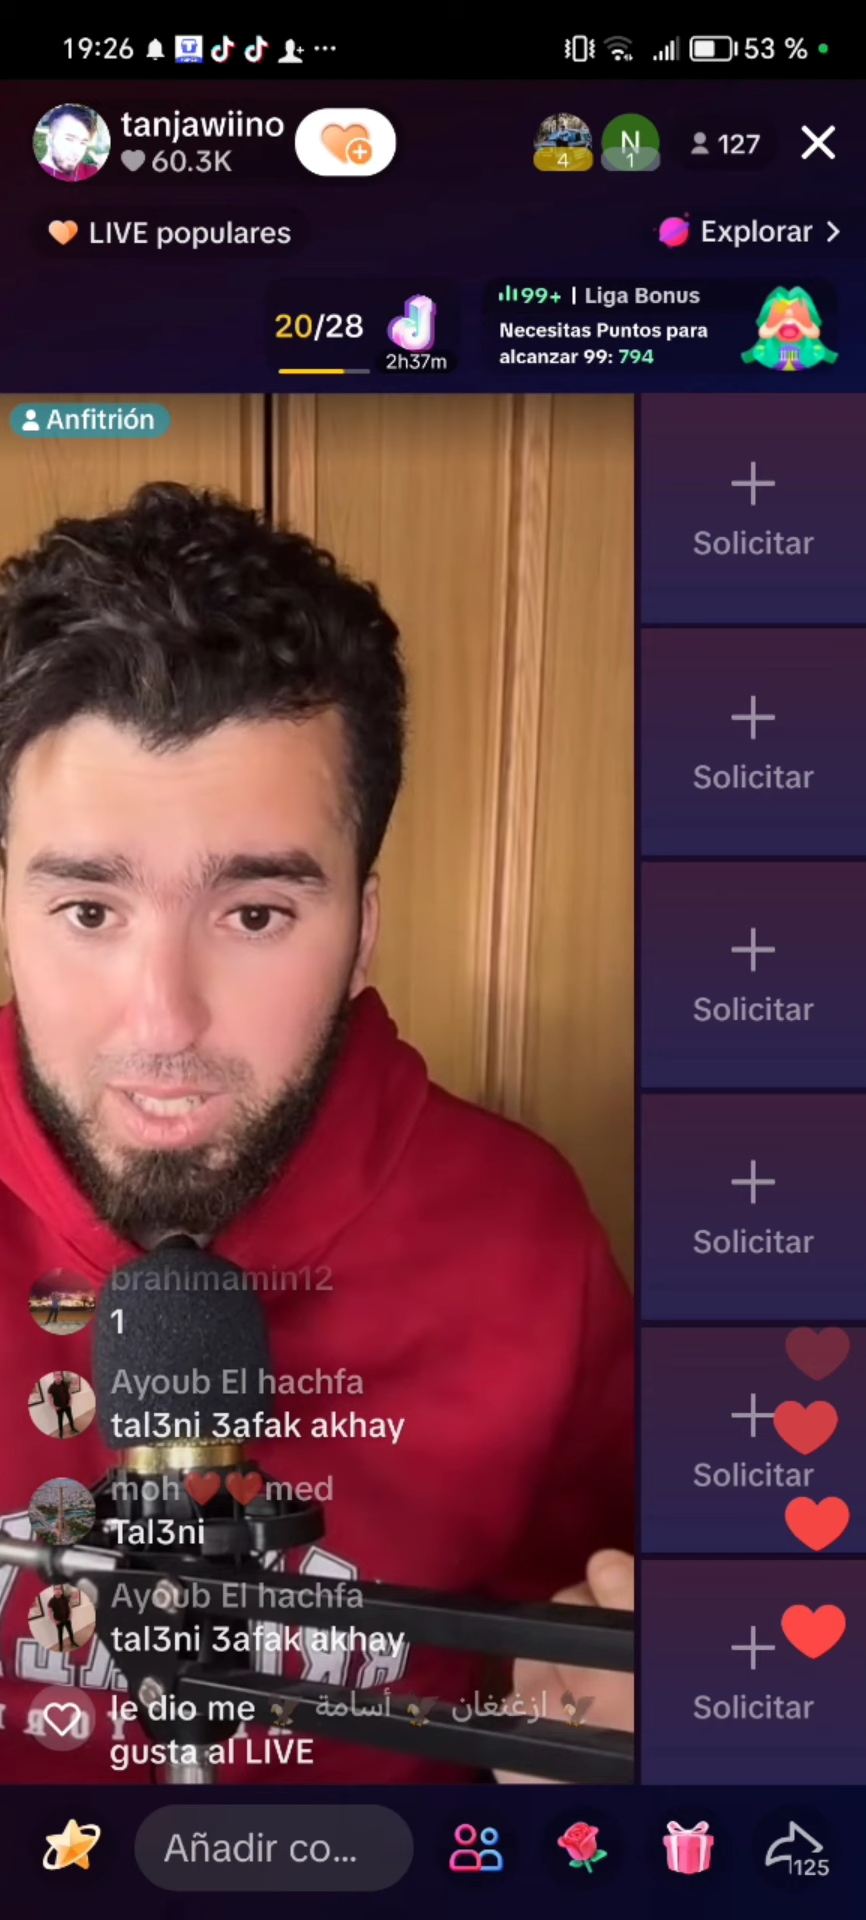 19:26
53 %
tanjawiino
60.3K
4
N
1
127
LIVE populares
Explorar
20/28
2h37m
99+ | Liga Bonus
Necesitas Puntos para
alcanzar 99: 794
Anfitrión
Solicitar
Solicitar
Solicitar
Solicitar
Solicitar
Solicitar
brahimamin12
1
Ayoub El hachfa
tal3ni 3afak akhay
moh❤️❤️med
Tal3ni
Ayoub El hachfa
tal3ni 3afak akhay
le dio me 🦅 أسامة 🦅 ازغنغان 🦅
gusta al LIVE
Añadir co...
125